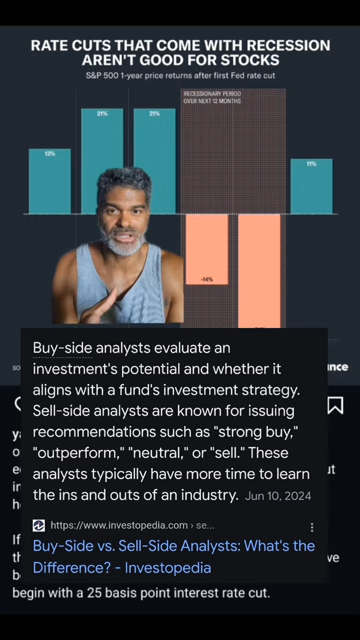 RATE CUTS THAT COME WITH RECESSION
AREN'T GOOD FOR STOCKS
S&P 500 1-year price returns after first Fed rate cut
RECESSIONARY PERIOD
OVER NEXT 12 MONTHS
13%
21%
21%
-14%
11%
Buy-side analysts evaluate an
investment's potential and whether it
aligns with a fund's investment strategy.
Sell-side analysts are known for issuing
recommendations such as "strong buy,"
"outperform," "neutral," or "sell." These
analysts typically have more time to learn
the ins and outs of an industry. Jun 10, 2024
https://www.investopedia.com › se...
Buy-Side vs. Sell-Side Analysts: What's the
Difference? - Investopedia
begin with a 25 basis point interest rate cut.